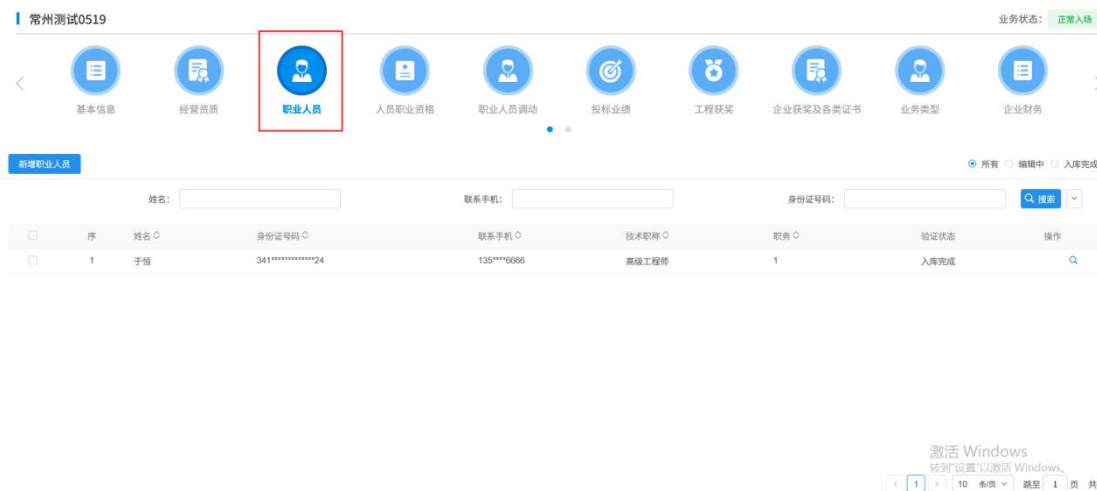 常州测试0519 业务状态： 正常入场
基本信息 经营资质 职业人员 人员职业资格 职业人员调动 投标业绩 工程获奖 企业获奖及各类证书 业务类型 企业财务
新增职业人员 所有 编辑中 入库完成
姓名： 联系手机： 身份证号码： 搜索
序 姓名 身份证号码 联系手机 技术职称 职务 验证状态 操作
1 于恒 341*************24 135****6666 高级工程师 1 入库完成
激活 Windows
转到"设置"以激活 Windows。
1 10 条/页 跳至 1 页 共